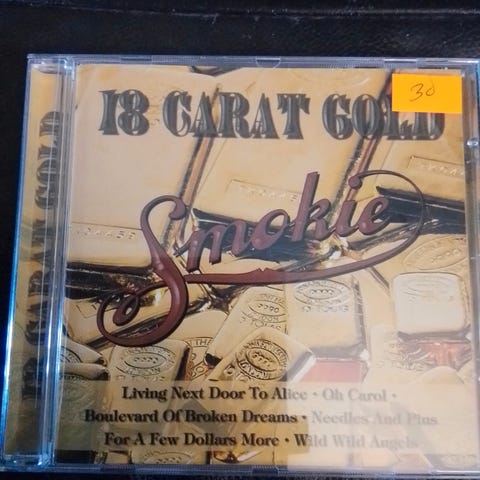 18 CARAT GOLD
30
18 CARAT GOLD
Smokie
Living Next Door To Alice • Oh Carol •
Boulevard Of Broken Dreams • Needles And Pins
For A Few Dollars More • Wild Wild Angels